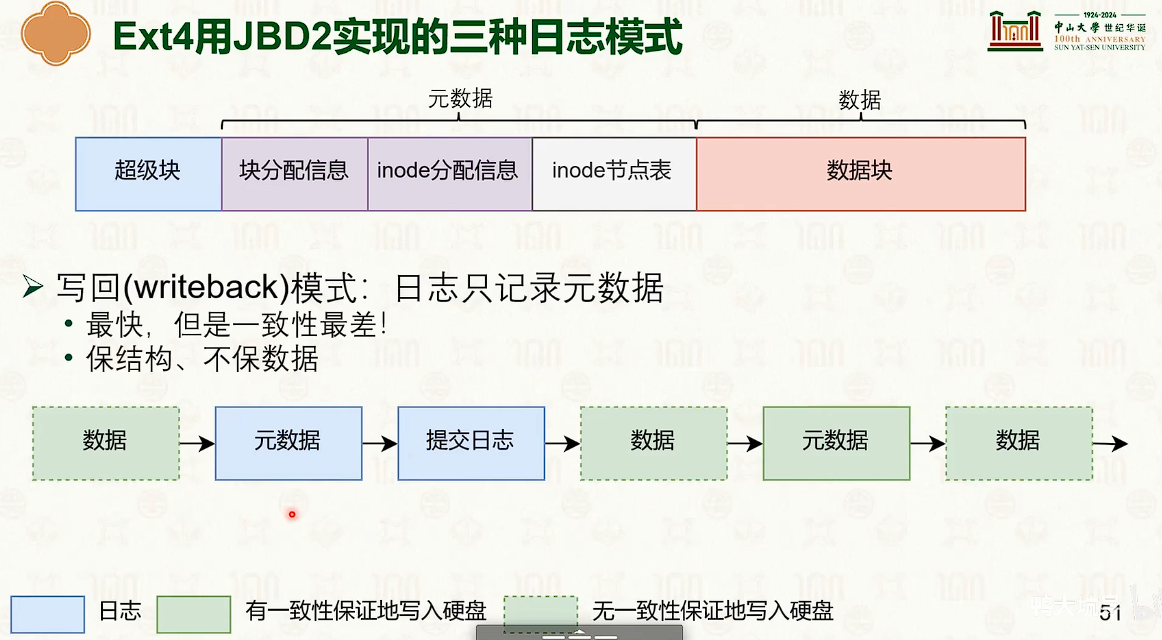 Ext4用JBD2实现的三种日志模式
1924-2024
中山大學 世纪华诞
100th ANNIVERSARY
SUN YAT-SEN UNIVERSITY
元数据
数据
超级块
块分配信息
inode分配信息
inode节点表
数据块
写回(writeback)模式：日志只记录元数据
最快，但是一致性最差！
保结构、不保数据
数据
元数据
提交日志
数据
元数据
数据
日志
有一致性保证地写入硬盘
无一致性保证地写入硬盘
51